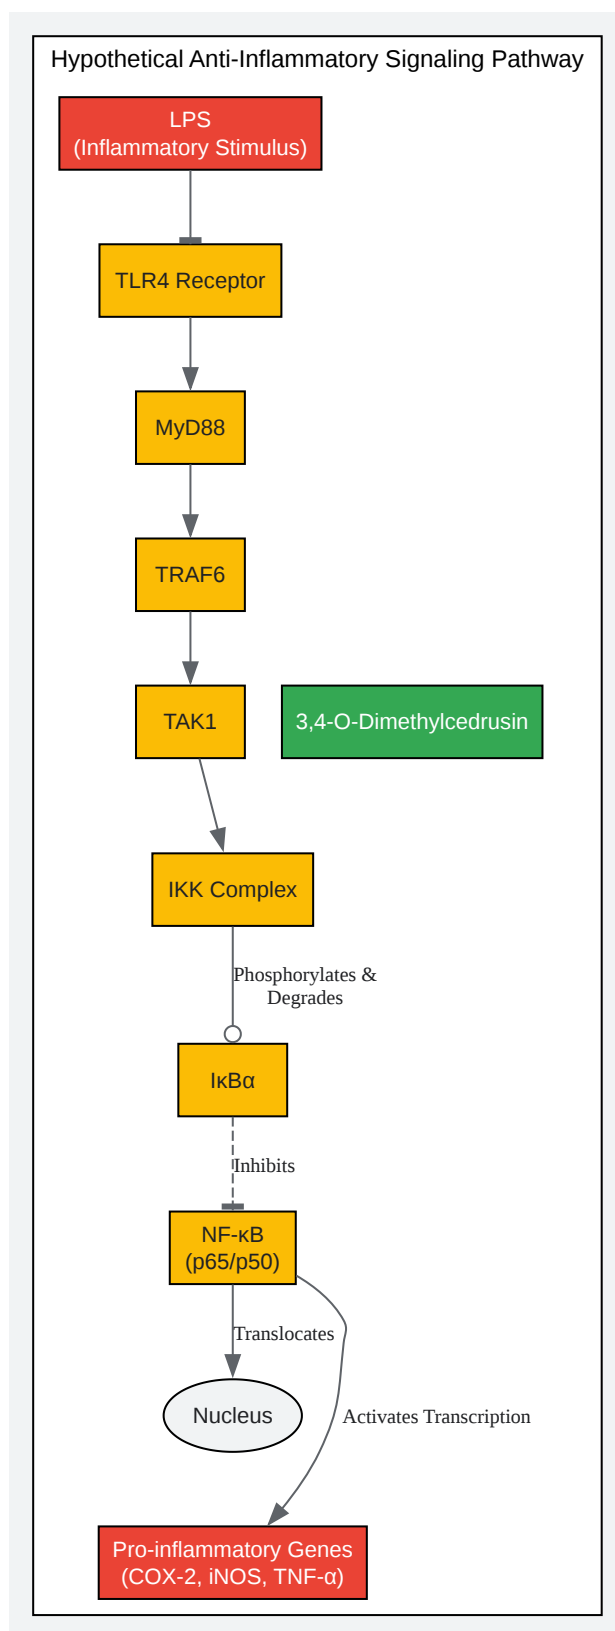 Hypothetical Anti-Inflammatory Signaling Pathway
LPS
(Inflammatory Stimulus)
TLR4 Receptor
MyD88
TRAF6
TAK1
3,4-O-Dimethylcedrusin
IKK Complex
Phosphorylates &
Degrades
IκBα
Inhibits
NF-κB
(p65/p50)
Translocates
Nucleus
Activates Transcription
Pro-inflammatory Genes
(COX-2, iNOS, TNF-α)